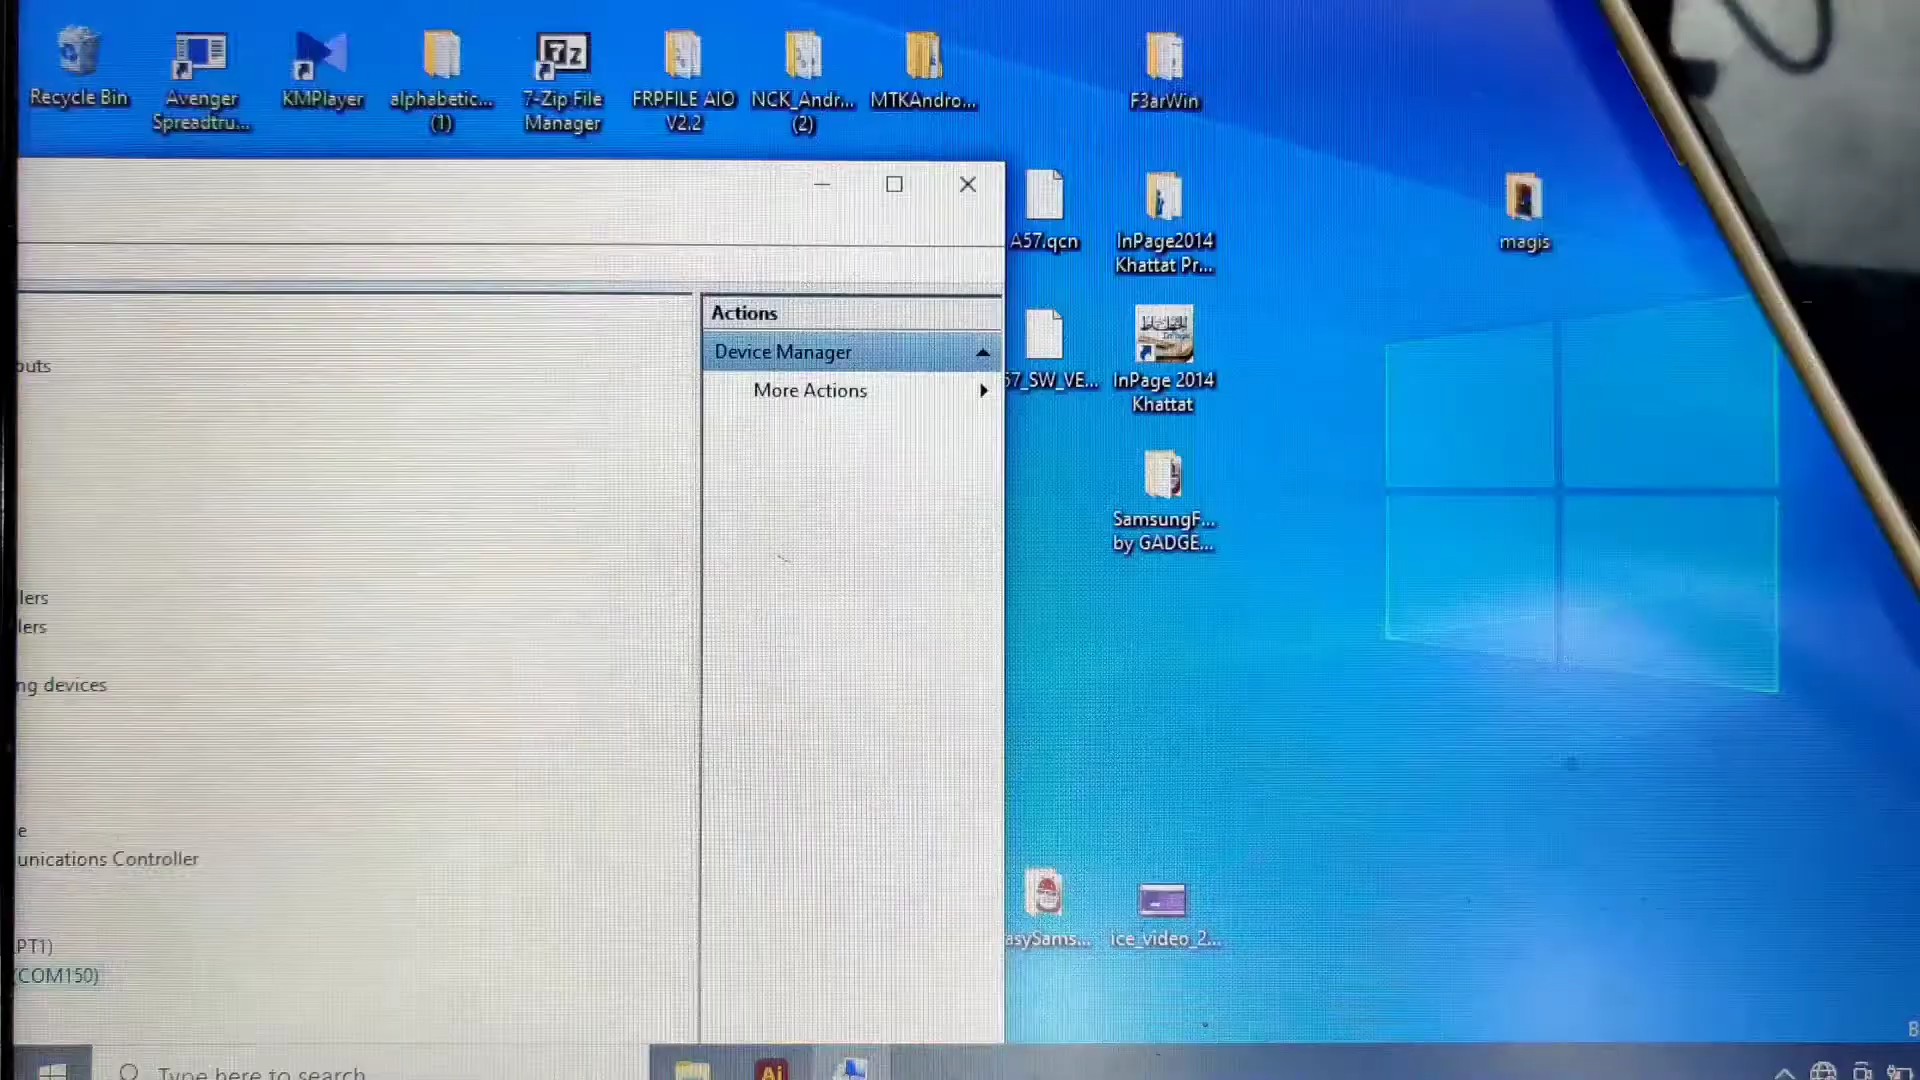 Recycle Bin
Avenger
Spreadtru...
KMPlayer
alphabetic...
(1)
7-Zip File
Manager
FRPFILE AIO
V2.2
NCK_Andr...
(2)
MTKAndro...
F3arWin
A57.qcn
InPage2014
Khattat Pr...
magis
Actions
Device Manager
More Actions
57_SW_VE...
InPage 2014
Khattat
SamsungF...
by GADGE...
outs
lers
lers
ng devices
e
unications Controller
PT1)
(COM150)
asySams...
ice_video_2...
Type here to search
Ai